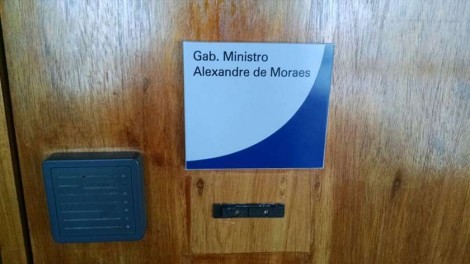 Gab. Ministro
Alexandre de Moraes